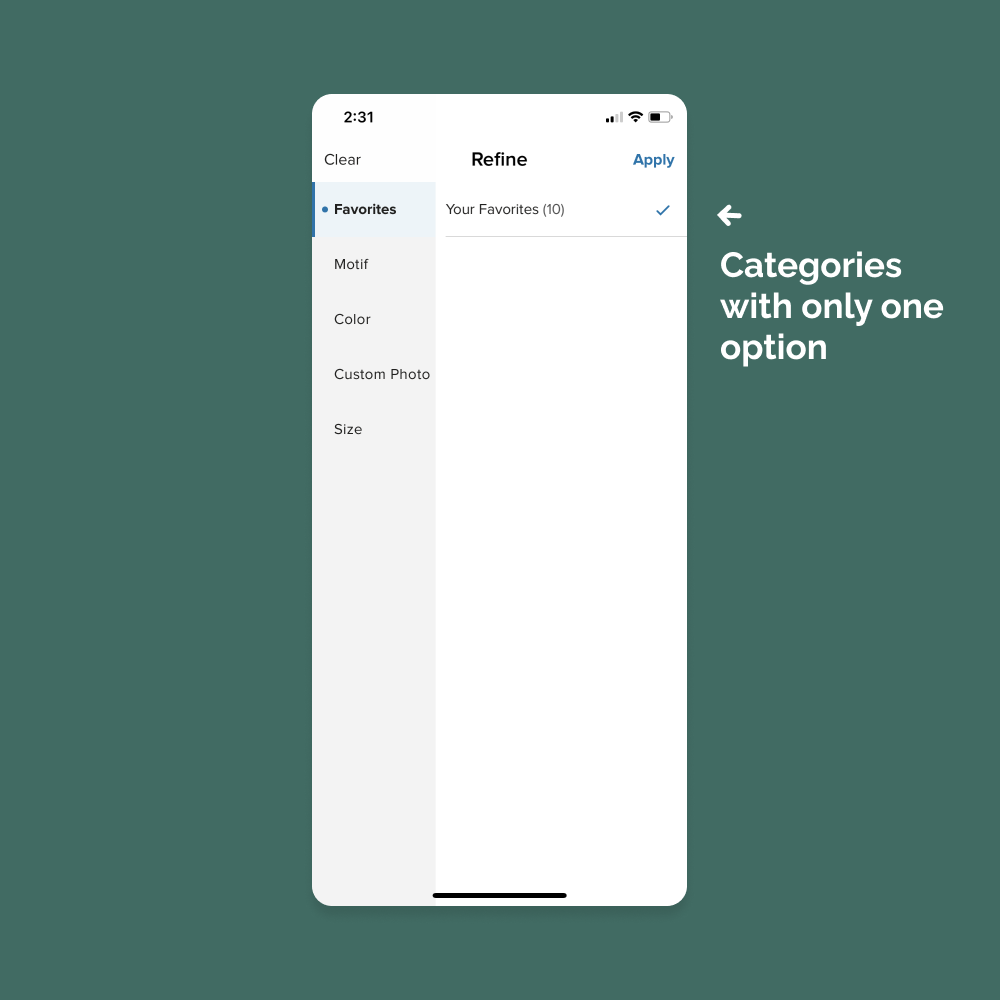 2:31
Clear
Refine
Apply
Favorites
Your Favorites (10)
Motif
Color
Custom Photo
Size
Categories
with only one
option